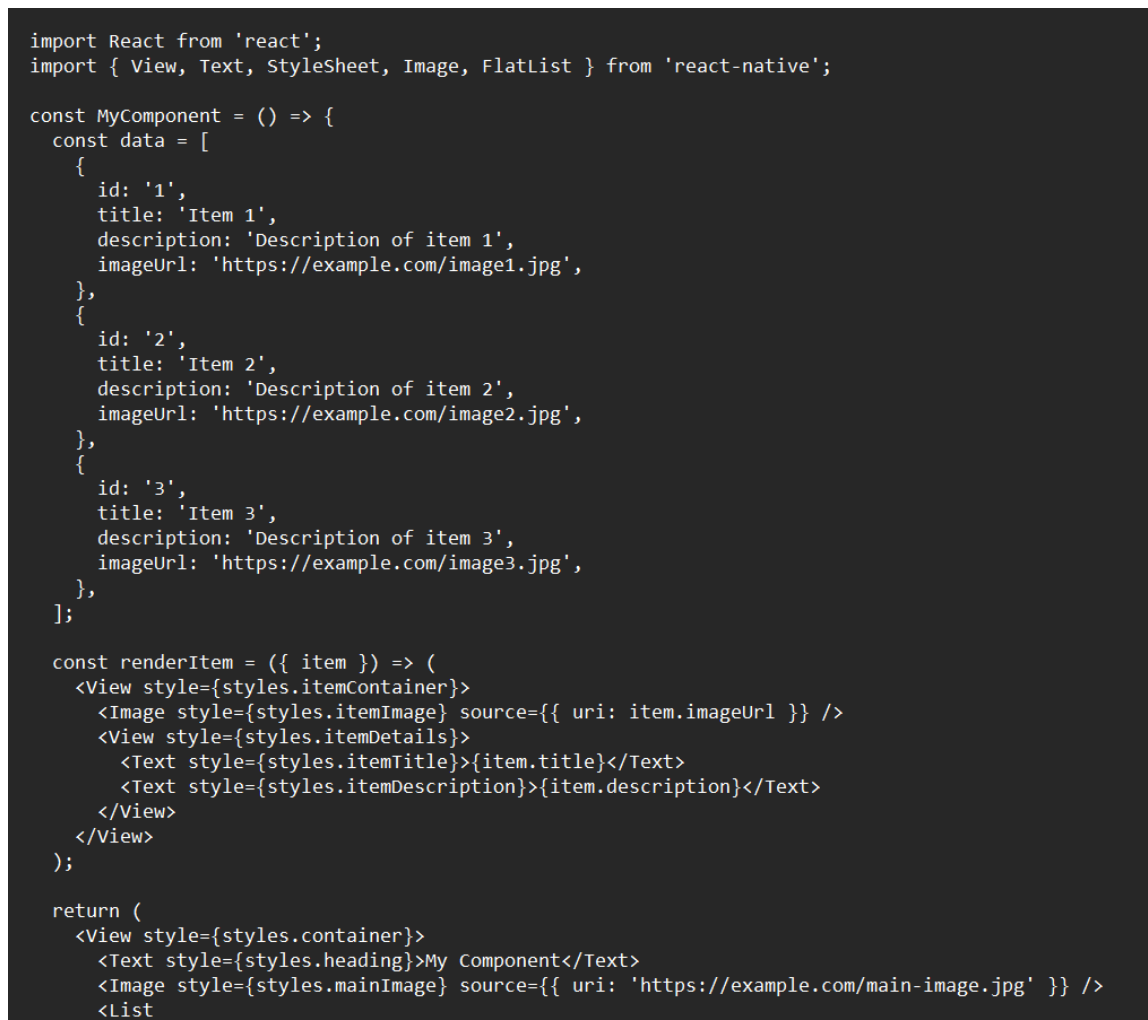 import React from 'react';
import { View, Text, StyleSheet, Image, FlatList } from 'react-native';

const MyComponent = () => {
  const data = [
    {
      id: '1',
      title: 'Item 1',
      description: 'Description of item 1',
      imageUrl: 'https://example.com/image1.jpg',
    },
    {
      id: '2',
      title: 'Item 2',
      description: 'Description of item 2',
      imageUrl: 'https://example.com/image2.jpg',
    },
    {
      id: '3',
      title: 'Item 3',
      description: 'Description of item 3',
      imageUrl: 'https://example.com/image3.jpg',
    },
  ];

  const renderItem = ({ item }) => (
    <View style={styles.itemContainer}>
      <Image style={styles.itemImage} source={{ uri: item.imageUrl }} />
      <View style={styles.itemDetails}>
        <Text style={styles.itemTitle}>{item.title}</Text>
        <Text style={styles.itemDescription}>{item.description}</Text>
      </View>
    </View>
  );

  return (
    <View style={styles.container}>
      <Text style={styles.heading}>My Component</Text>
      <Image style={styles.mainImage} source={{ uri: 'https://example.com/main-image.jpg' }} />
      <List